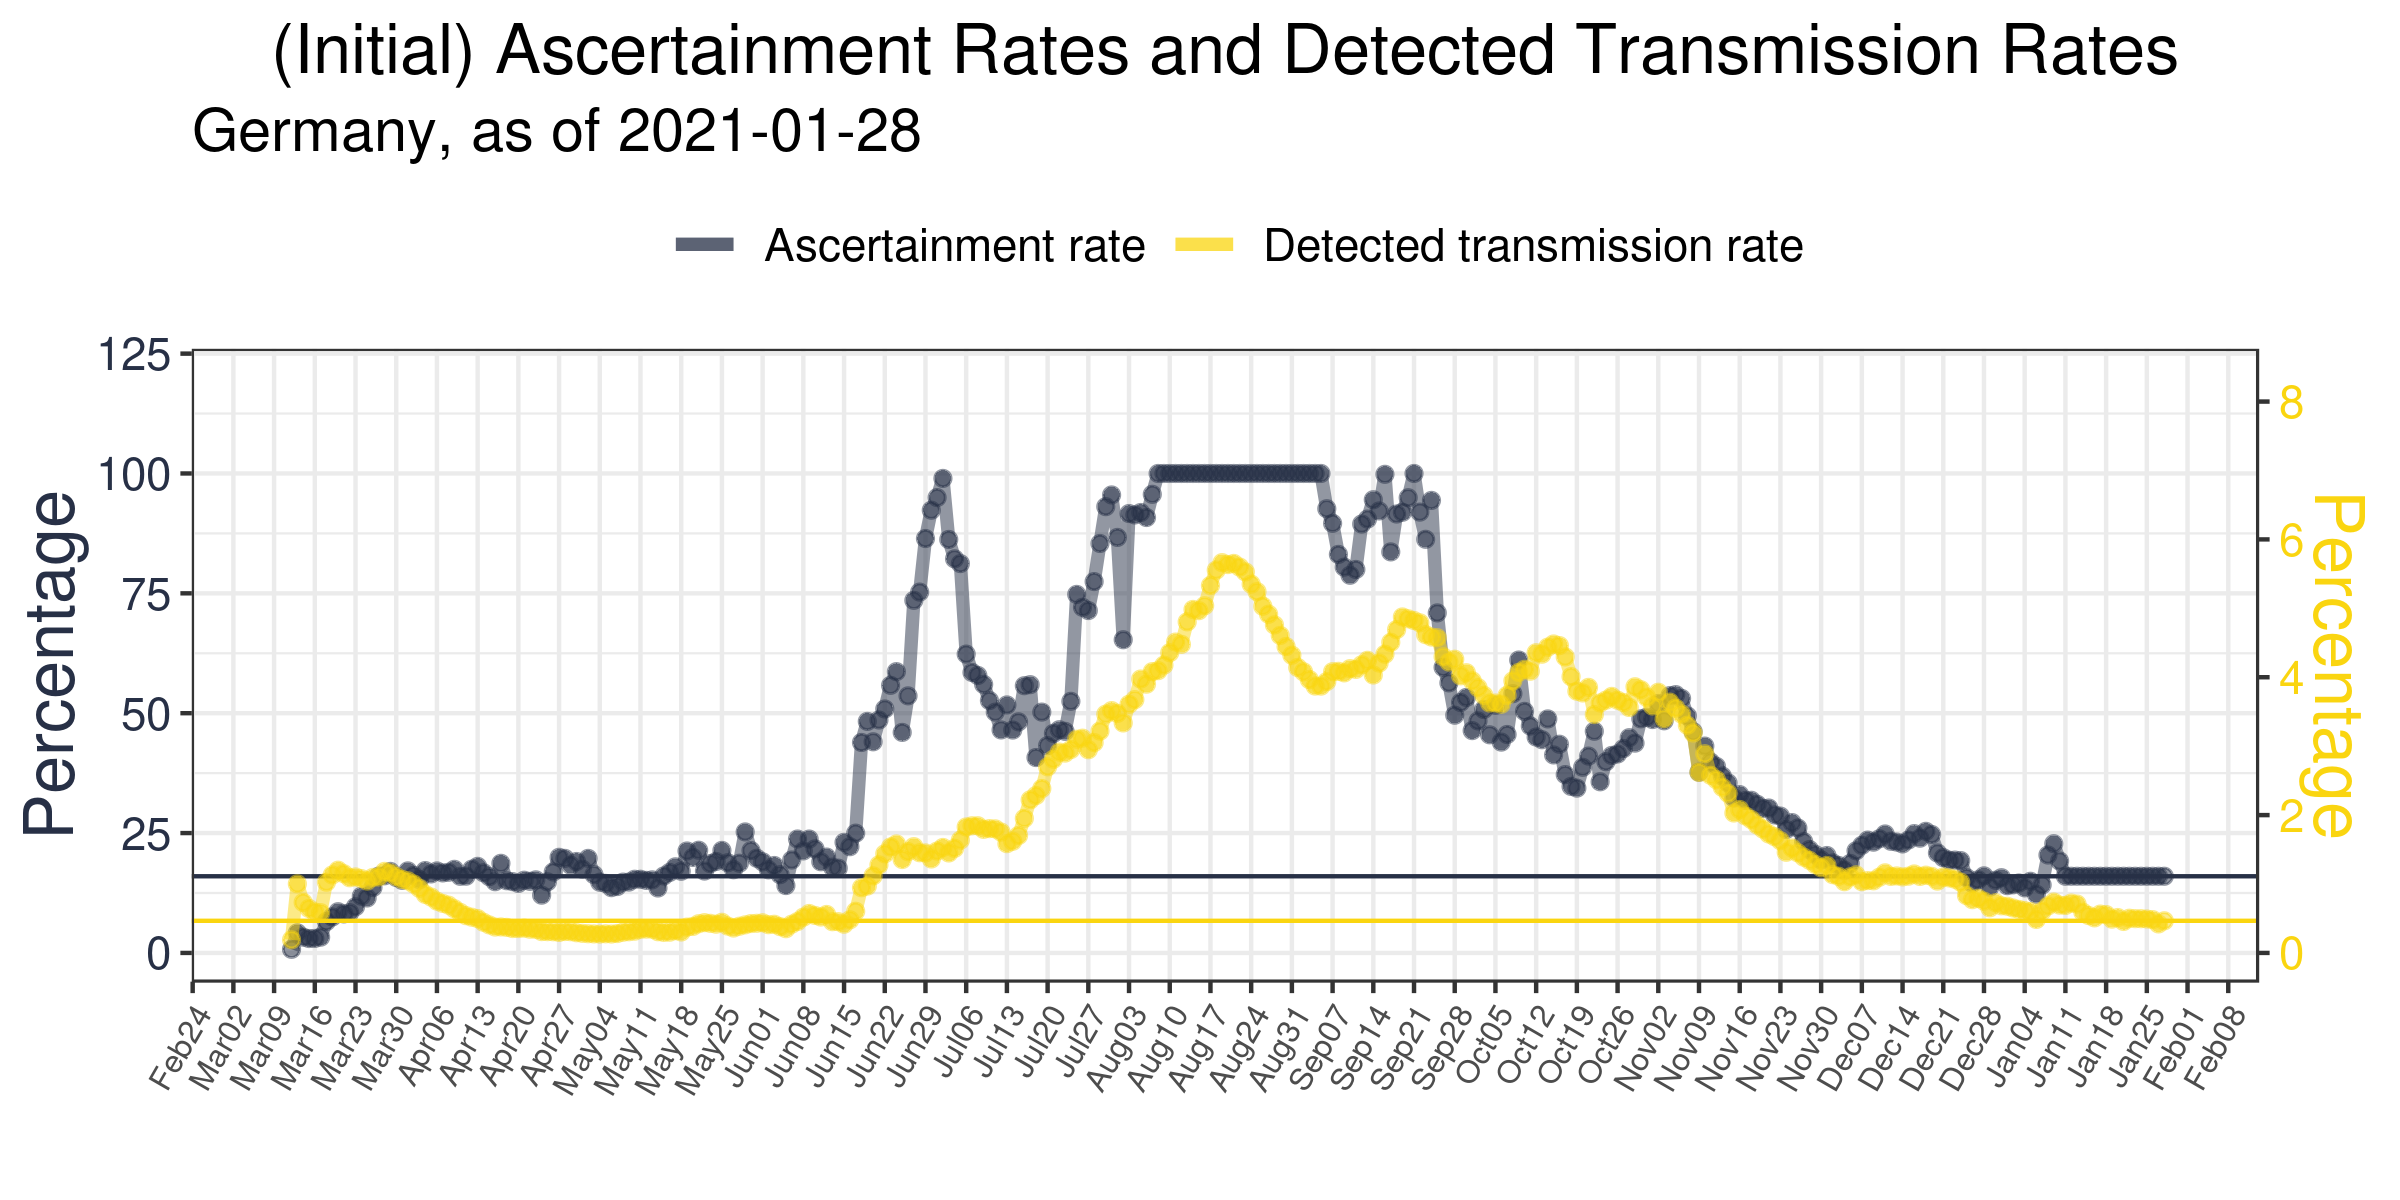 (Initial) Ascertainment Rates and Detected Transmission Rates
Germany, as of 2021-01-28
Ascertainment rate Detected transmission rate
125
100
75
50
25
0
Percentage
8
6
4
2
0
Percentage
Feb24 Mar02 Mar09 Mar16 Mar23 Mar30 Apr06 Apr13 Apr20 Apr27 May04 May11 May18 May25 Jun01 Jun08 Jun15 Jun22 Jun29 Jul06 Jul13 Jul20 Jul27 Aug03 Aug10 Aug17 Aug24 Aug31 Sep07 Sep14 Sep21 Sep28 Oct05 Oct12 Oct19 Oct26 Nov02 Nov09 Nov16 Nov23 Nov30 Dec07 Dec14 Dec21 Dec28 Jan04 Jan11 Jan18 Jan25 Feb01 Feb08